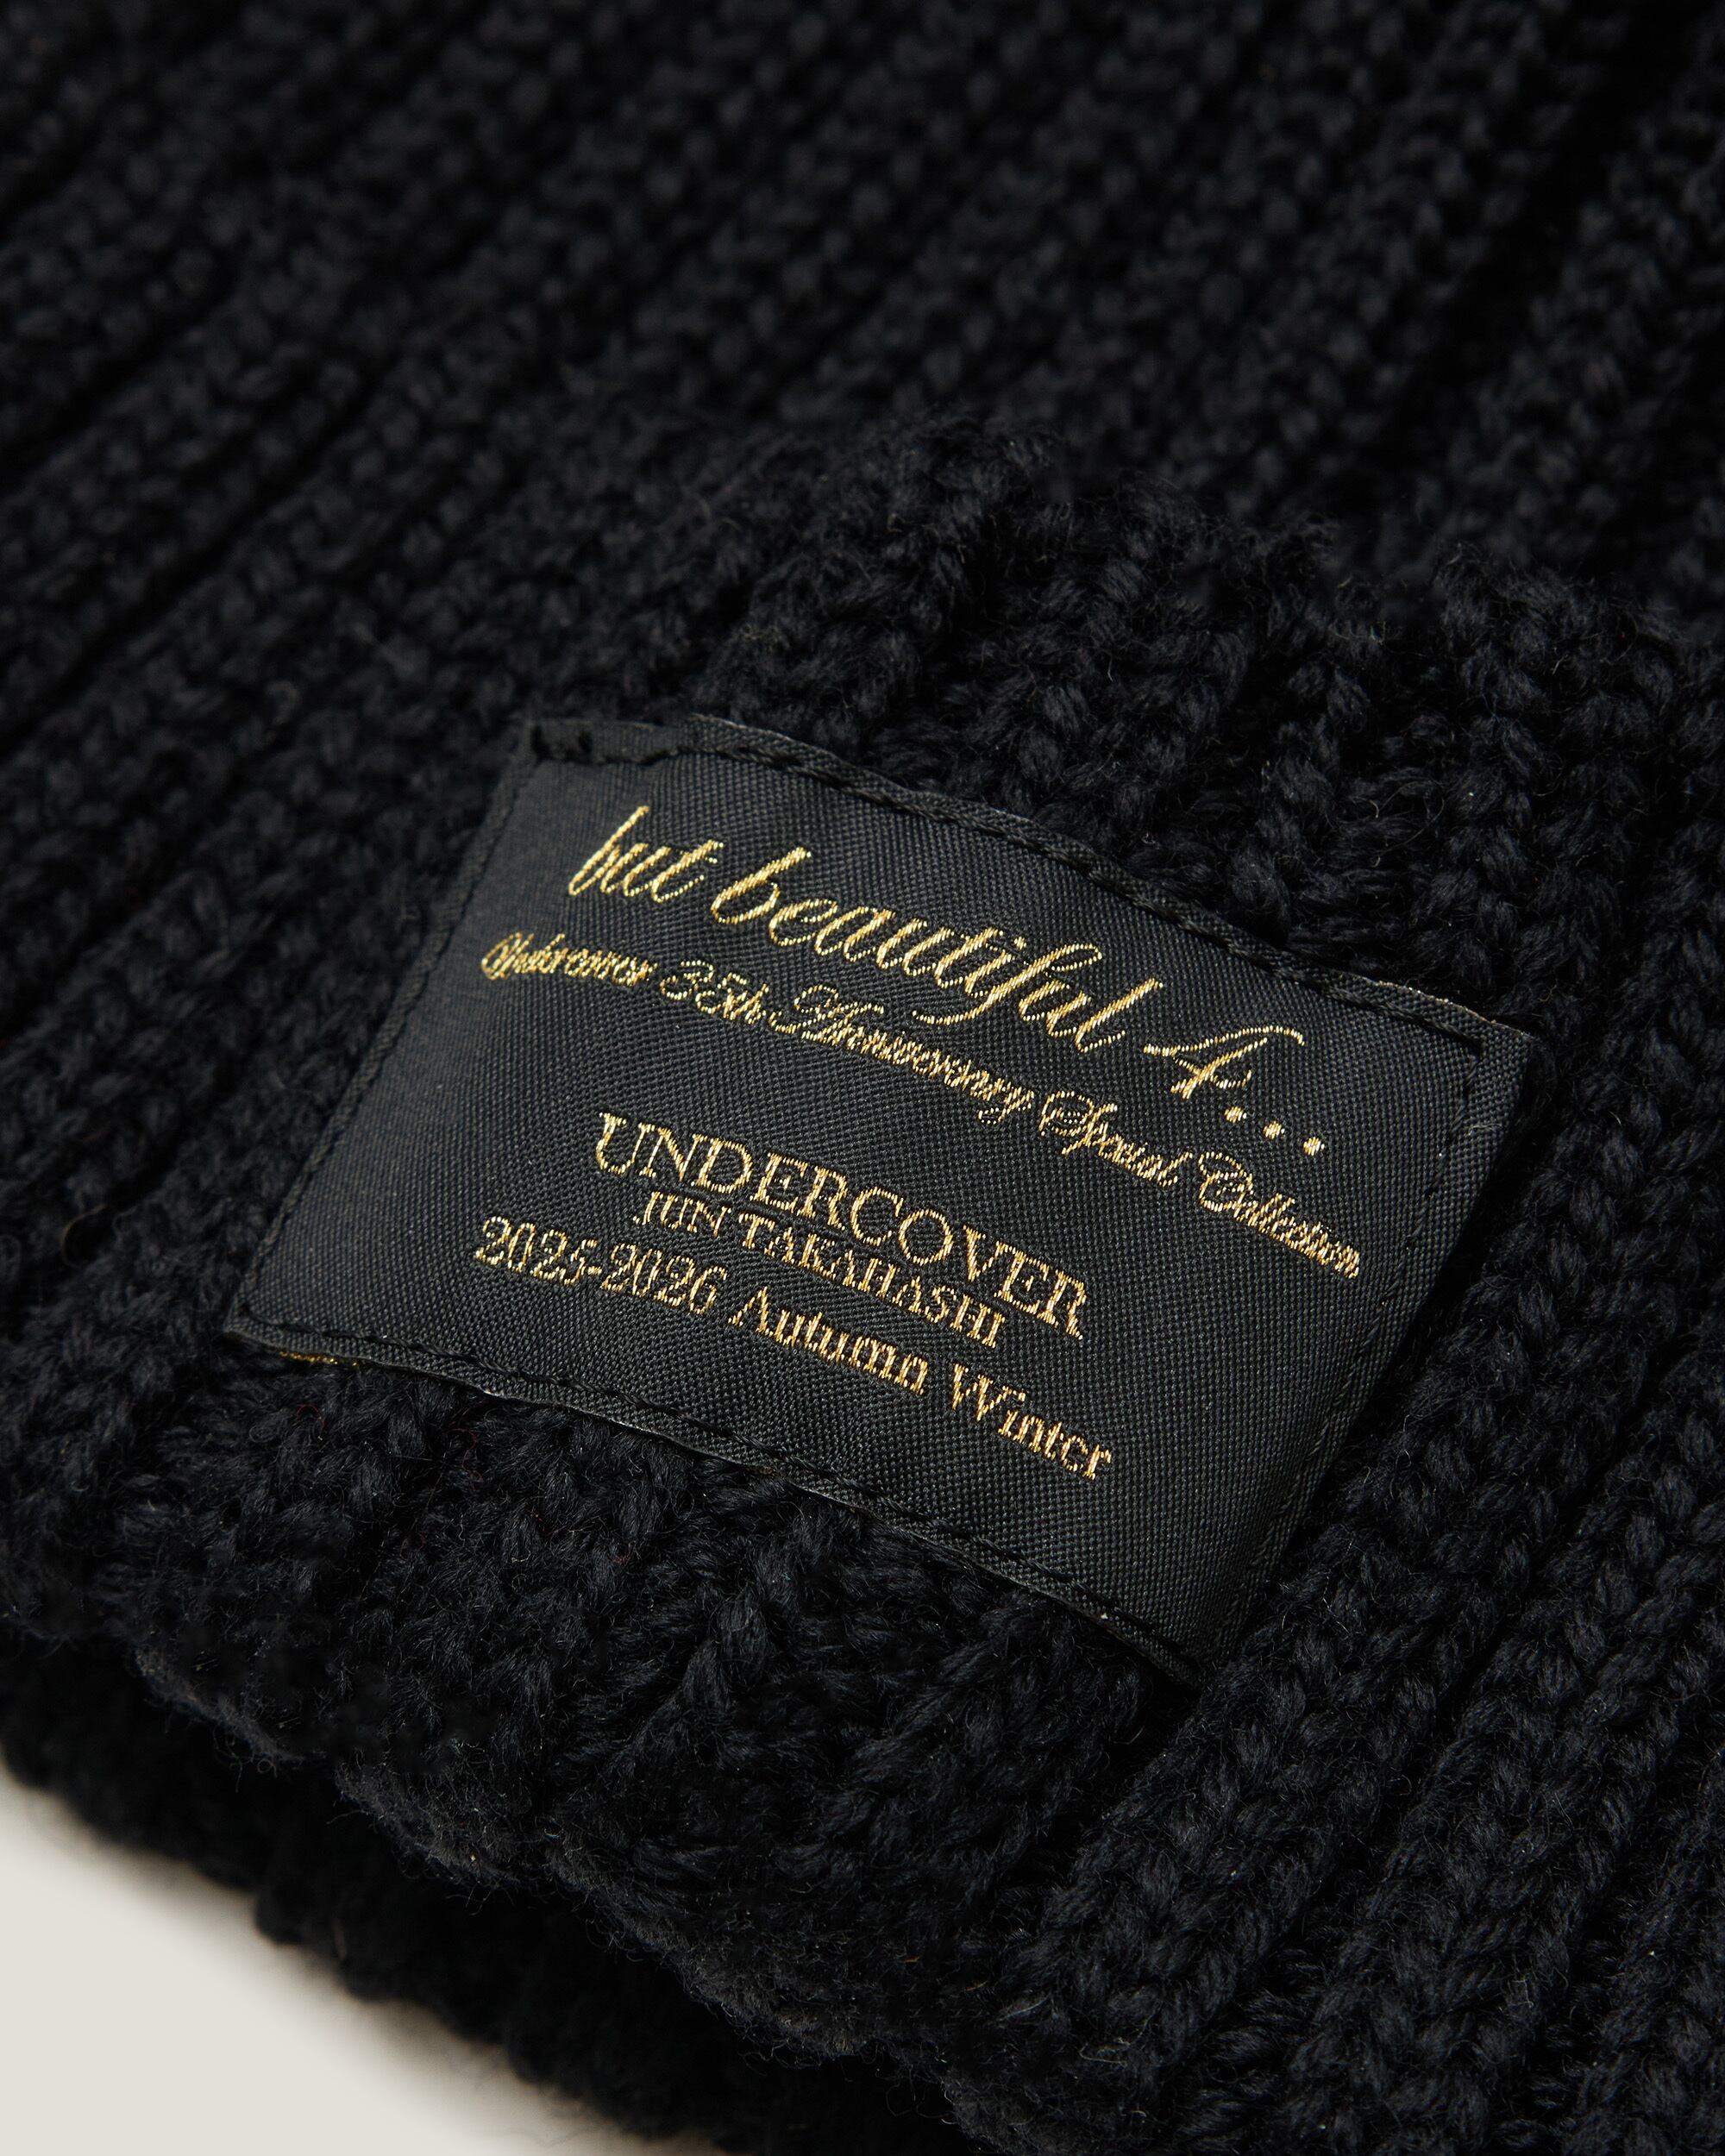 but beautiful 4...
Undercover 35th Anniversary Special Collection
UNDERCOVER
JUN TAKAHASHI
2025-2026 Autumn Winter